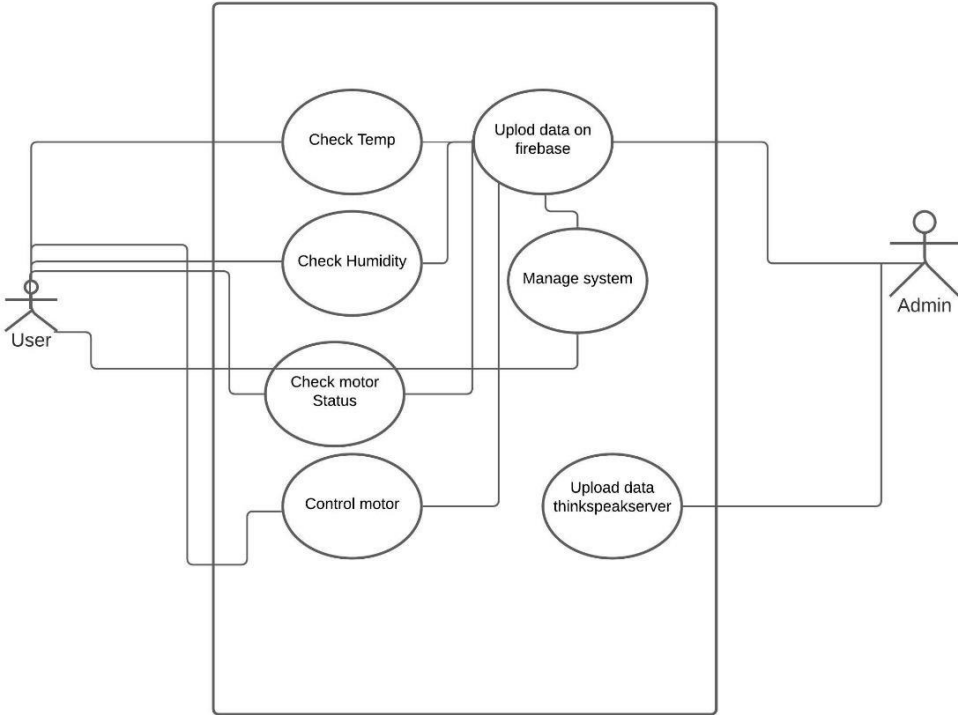 Check Temp
Uplod data on
firebase
Check Humidity
Manage system
User
Admin
Check motor
Status
Control motor
Upload data
thinkspeakserver